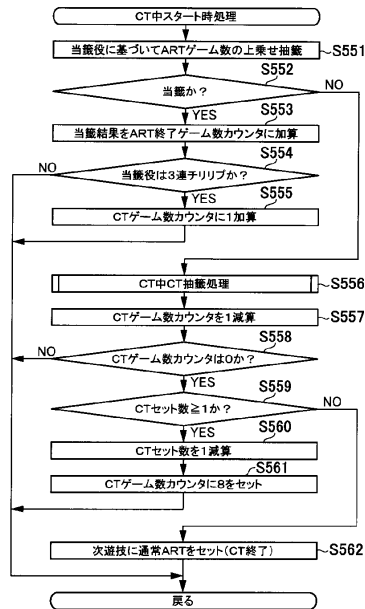 CT中スタート時処理
当籤役に基づいてARTゲーム数の上乗せ抽籤
S551
S552
当籤か?
NO
YES
S553
当籤結果をART終了ゲーム数カウンタに加算
S554
NO
当籤役は3連チリリプか?
YES
S555
CTゲーム数カウンタに1加算
CT中CT抽籤処理
S556
CTゲーム数カウンタを1減算
S557
S558
NO
CTゲーム数カウンタは0か?
YES
S559
CTセット数≧1か?
NO
YES
S560
CTセット数を1減算
S561
CTゲーム数カウンタに8をセット
次遊技に通常ARTをセット(CT終了)
S562
戻る